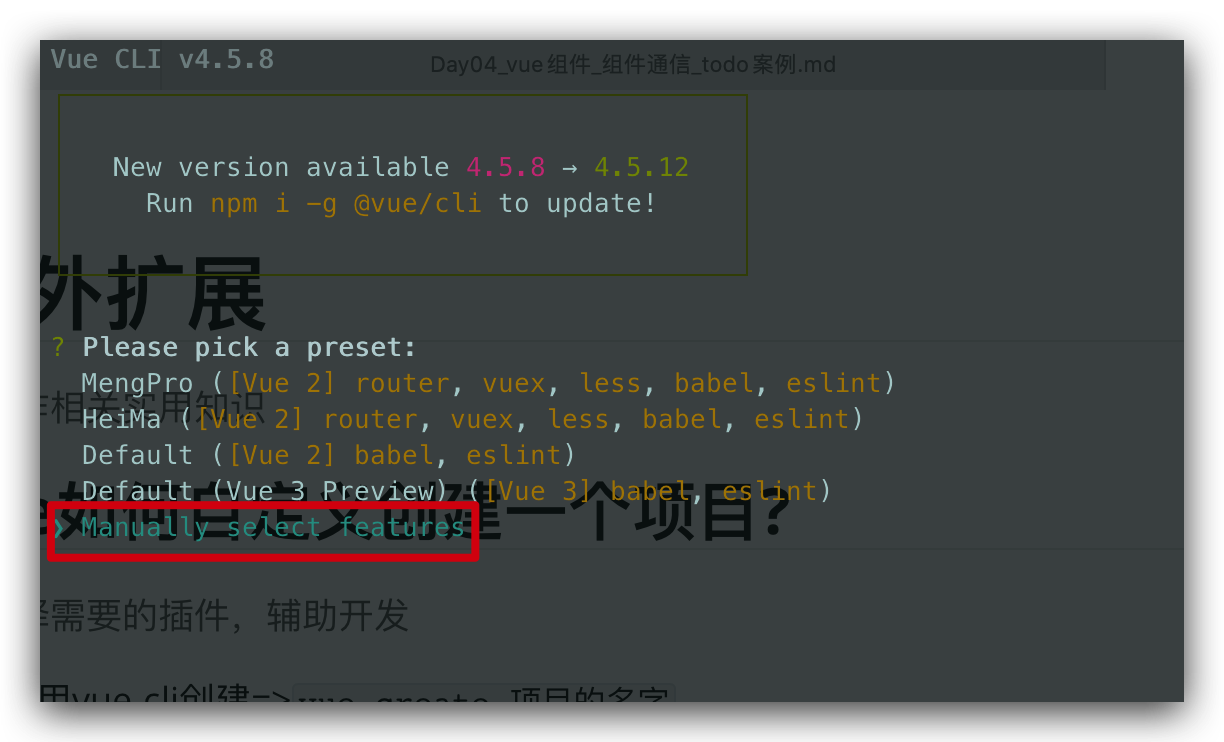 Vue CLI v4.5.8
Day04_vue组件_组件通信_todo案例.md
New version available 4.5.8 → 4.5.12
Run npm i -g @vue/cli to update!
外扩展
? Please pick a preset:
MengPro ([Vue 2] router, vuex, less, babel, eslint)
相关实用知识
HeiMa ([Vue 2] router, vuex, less, babel, eslint)
Default ([Vue 2] babel, eslint)
Default (Vue 3 Preview) ([Vue 3] babel, eslint)
如何自定义创建一个项目?
❯ Manually select features
需要的插件，辅助开发
用vue cli创建=>vue create 项目的名字